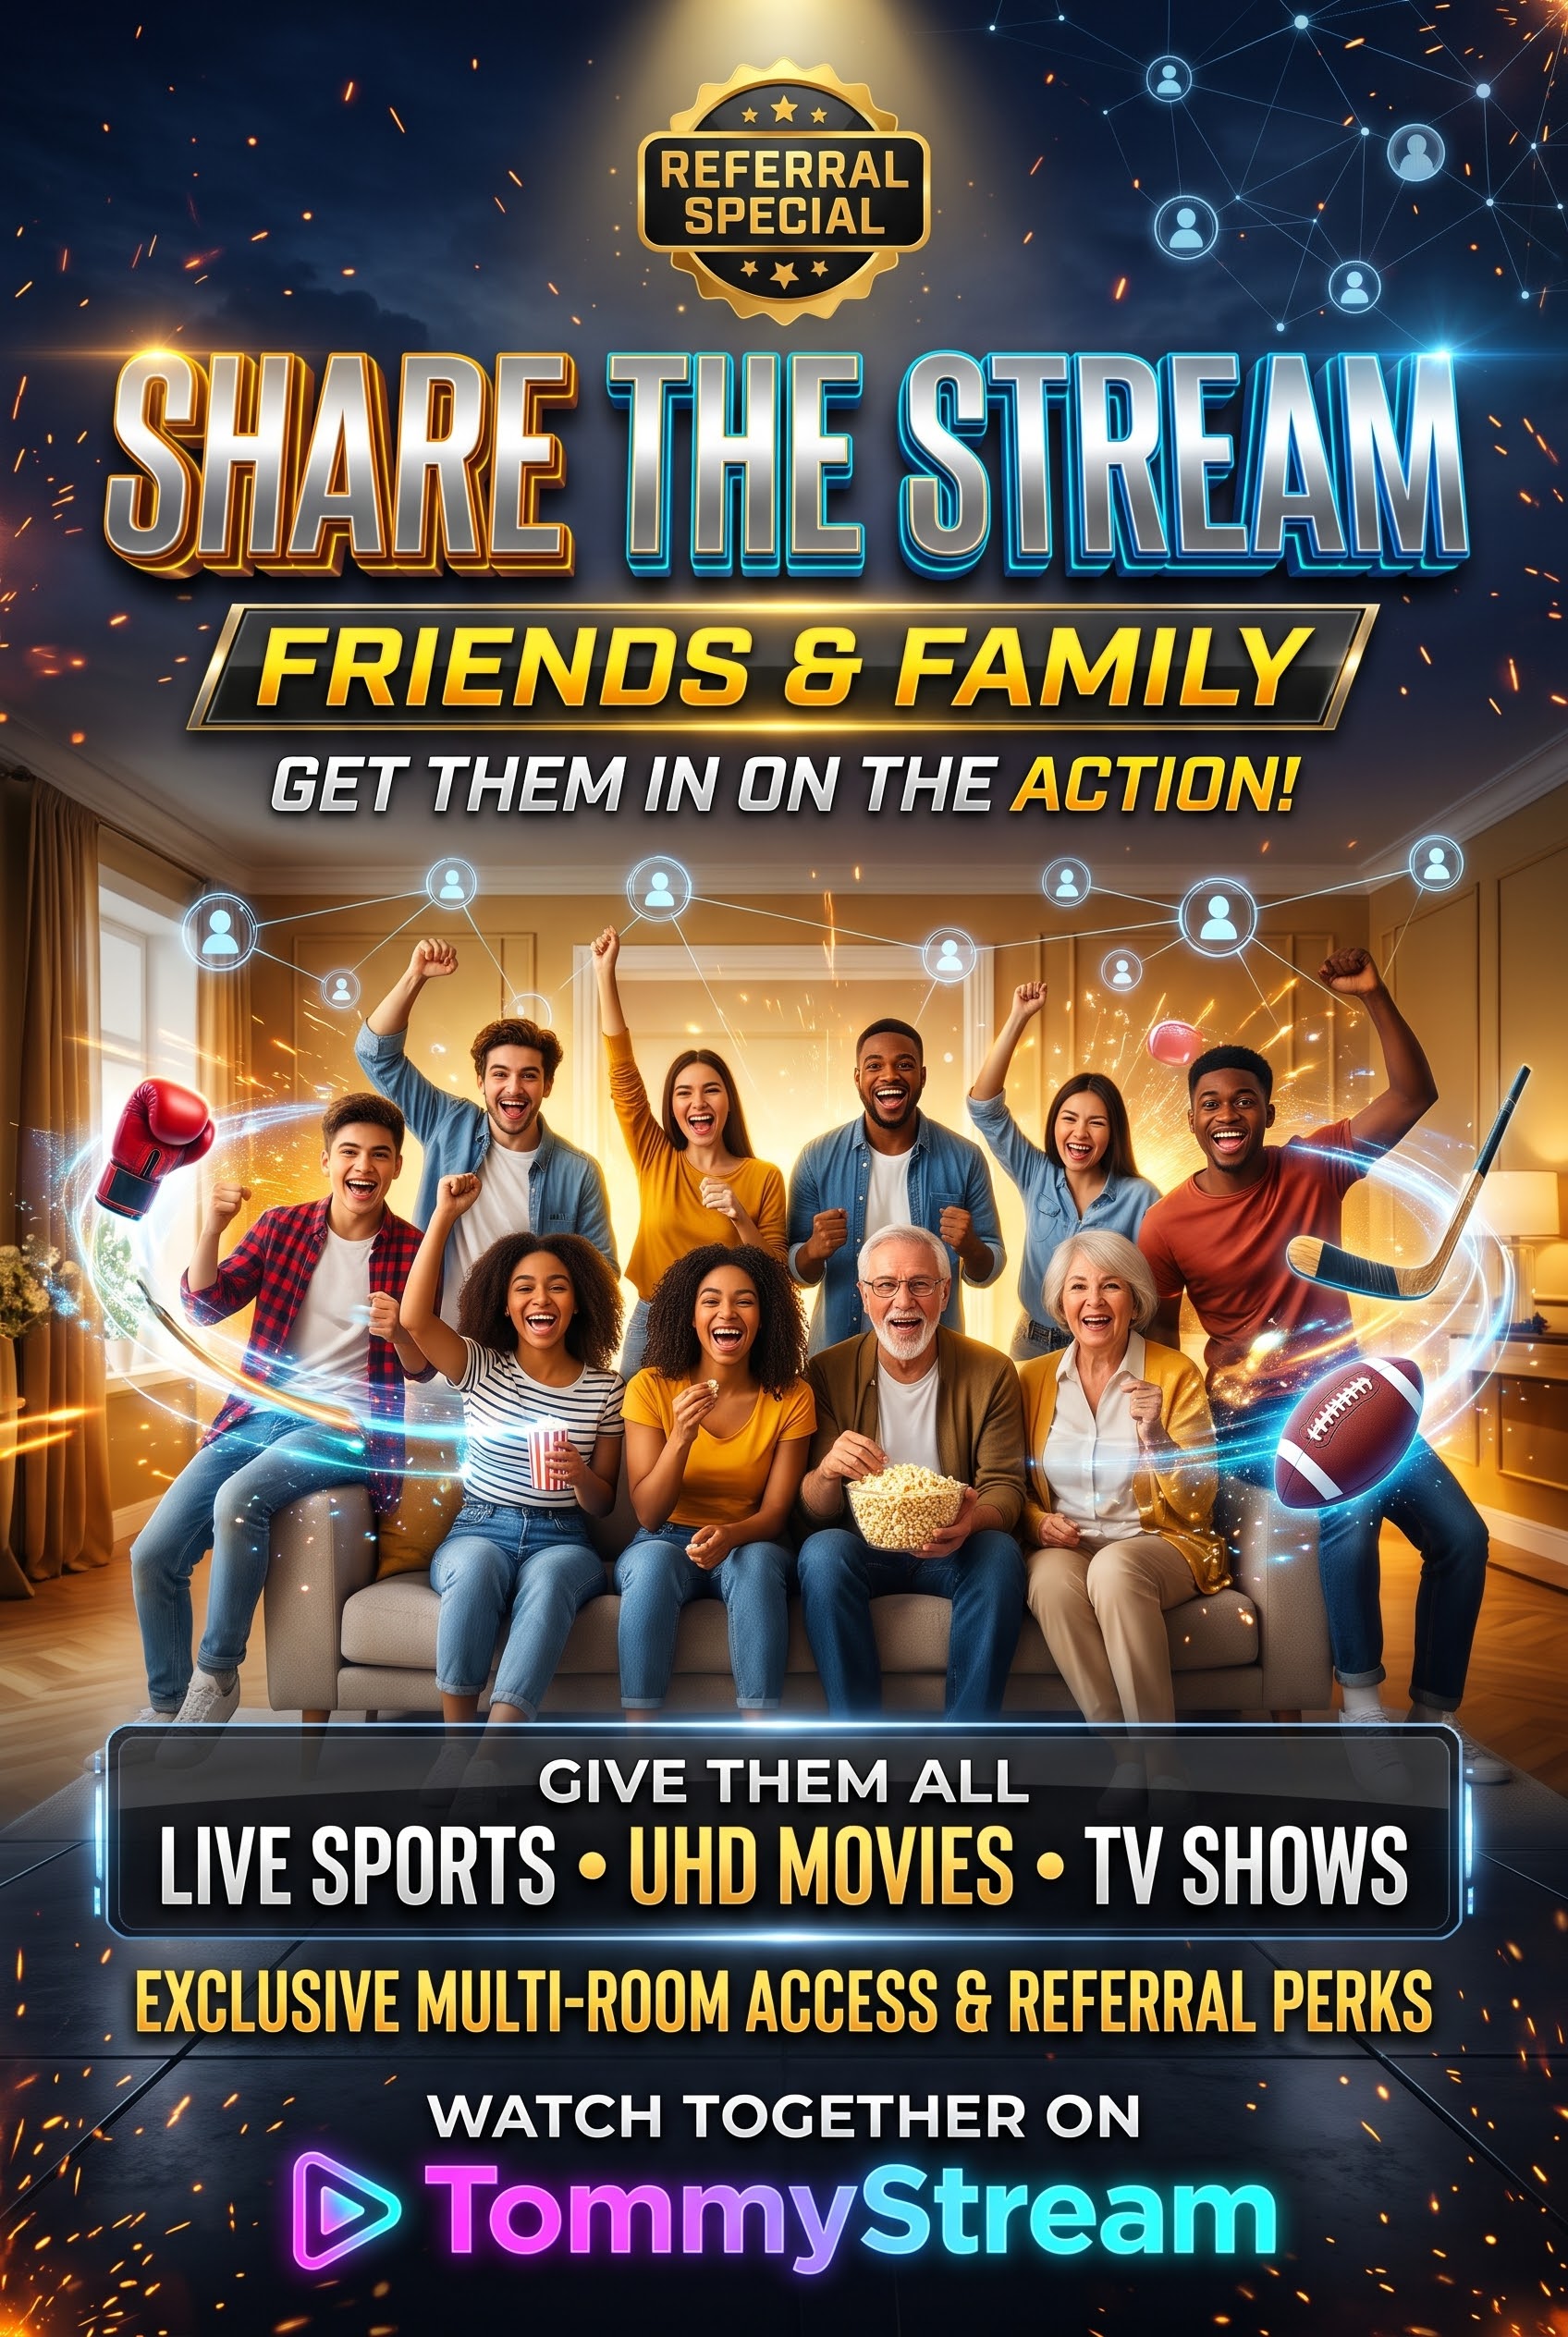 REFERRAL
SPECIAL
SHARE THE STREAM
FRIENDS & FAMILY
GET THEM IN ON THE ACTION!
GIVE THEM ALL
LIVE SPORTS • UHD MOVIES • TV SHOWS
EXCLUSIVE MULTI-ROOM ACCESS & REFERRAL PERKS
WATCH TOGETHER ON
TommyStream